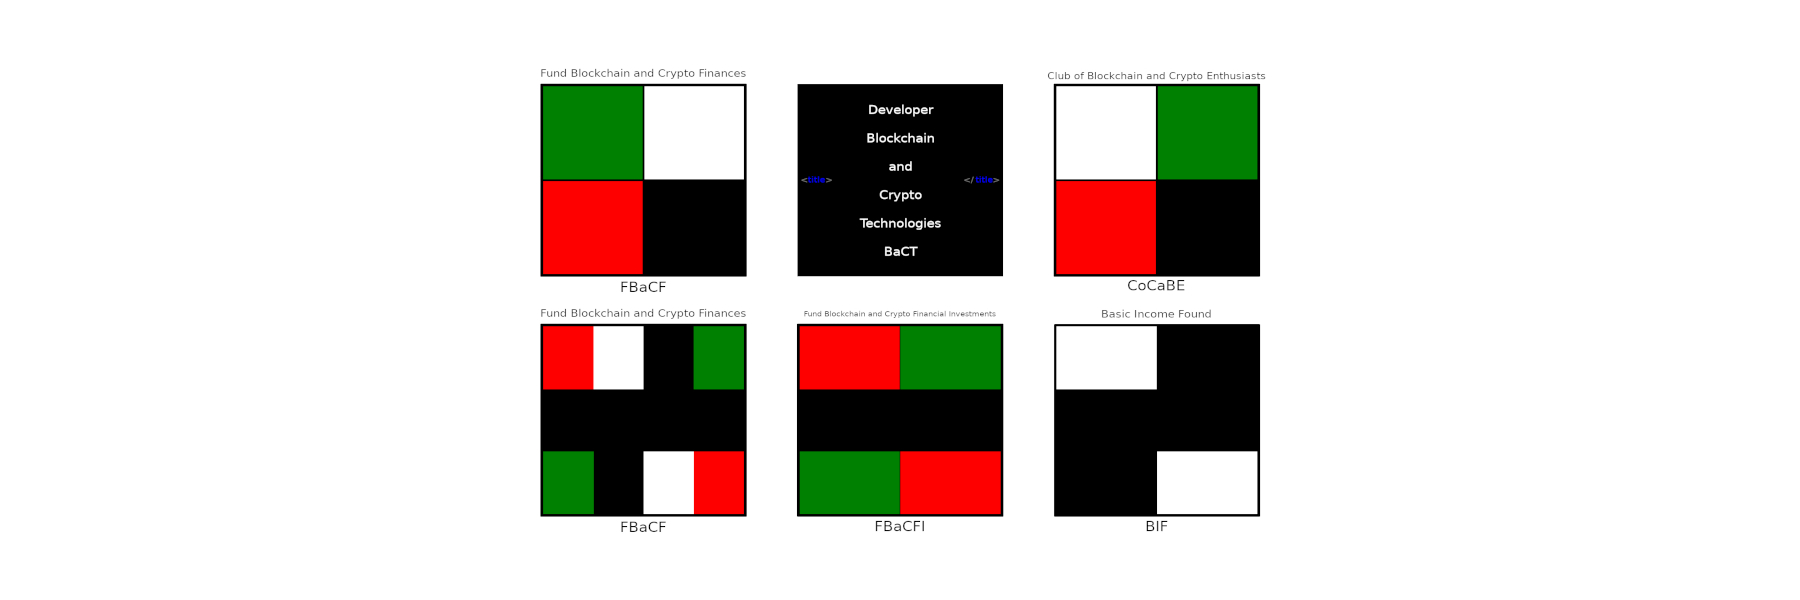 Fund Blockchain and Crypto Finances
FBaCF
Developer
Blockchain
and
<title> </title>
Crypto
Technologies
BaCT
Club of Blockchain and Crypto Enthusiasts
CoCaBE
Fund Blockchain and Crypto Finances
FBaCF
Fund Blockchain and Crypto Financial Investments
FBaCFI
Basic Income Found
BIF